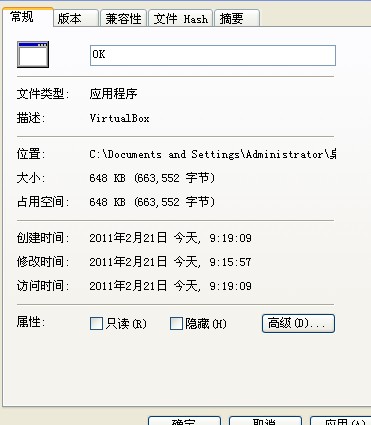 常规 版本 兼容性 文件 Hash 摘要
OK
文件类型: 应用程序
描述: VirtualBox
位置: C:\Documents and Settings\Administrator\桌
大小: 648 KB (663,552 字节)
占用空间: 648 KB (663,552 字节)
创建时间: 2011年2月21日 今天, 9:19:09
修改时间: 2011年2月21日 今天, 9:15:57
访问时间: 2011年2月21日 今天, 9:19:09
属性: 只读(R) 隐藏(H) 高级(D)...
确定 取消 应用(A)